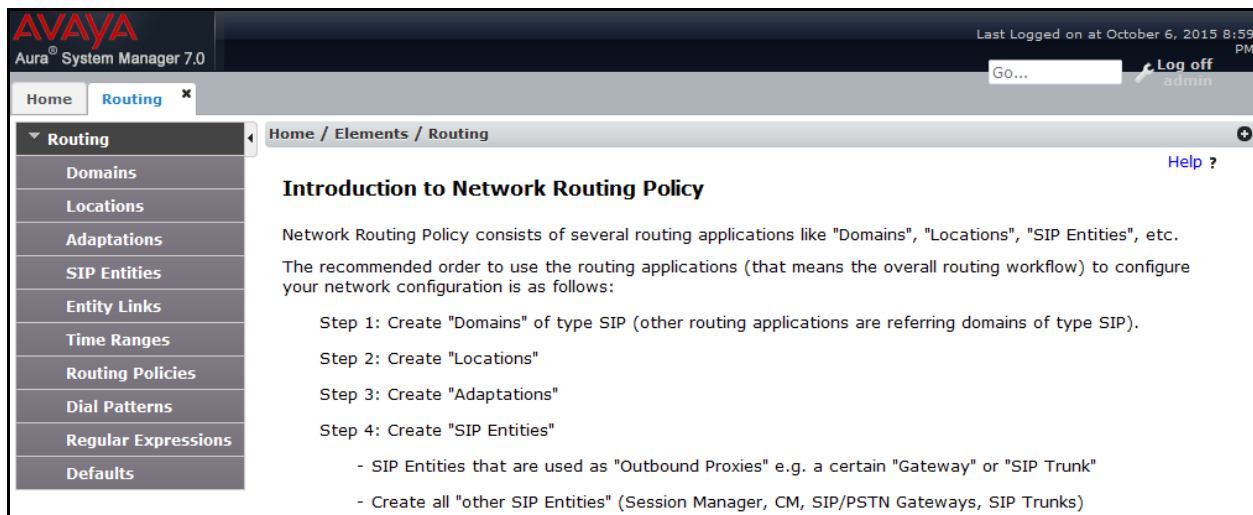 AVAYA
Aura® System Manager 7.0
Last Logged on at October 6, 2015 8:59
PM
Go...
Log off
admin
Home
Routing ×
Routing
Domains
Locations
Adaptations
SIP Entities
Entity Links
Time Ranges
Routing Policies
Dial Patterns
Regular Expressions
Defaults
Home / Elements / Routing
Help ?
Introduction to Network Routing Policy
Network Routing Policy consists of several routing applications like "Domains", "Locations", "SIP Entities", etc.
The recommended order to use the routing applications (that means the overall routing workflow) to configure
your network configuration is as follows:
Step 1: Create "Domains" of type SIP (other routing applications are referring domains of type SIP).
Step 2: Create "Locations"
Step 3: Create "Adaptations"
Step 4: Create "SIP Entities"
- SIP Entities that are used as "Outbound Proxies" e.g. a certain "Gateway" or "SIP Trunk"
- Create all "other SIP Entities" (Session Manager, CM, SIP/PSTN Gateways, SIP Trunks)